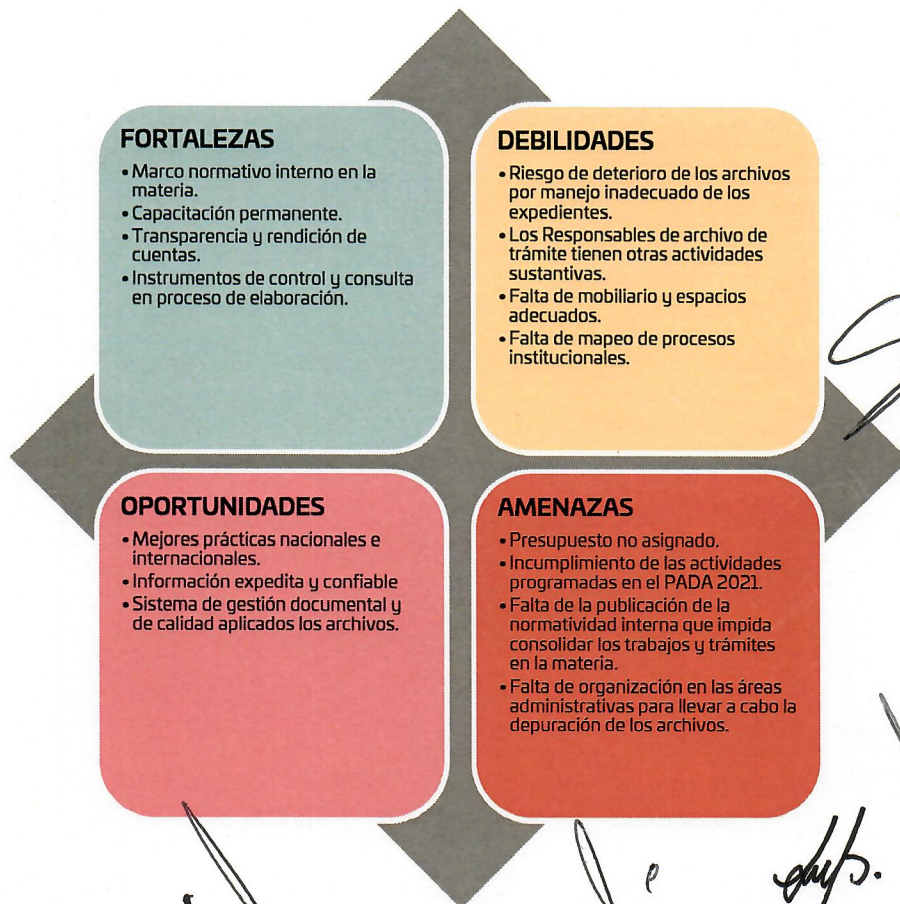 FORTALEZAS
• Marco normativo interno en la
materia.
• Capacitación permanente.
• Transparencia y rendición de
cuentas.
• Instrumentos de control y consulta
en proceso de elaboración.
DEBILIDADES
• Riesgo de deterioro de los archivos
por manejo inadecuado de los
expedientes.
• Los Responsables de archivo de
trámite tienen otras actividades
sustantivas.
• Falta de mobiliario y espacios
adecuados.
• Falta de mapeo de procesos
institucionales.
OPORTUNIDADES
• Mejores prácticas nacionales e
internacionales.
• Información expedita y confiable
• Sistema de gestión documental y
de calidad aplicados los archivos.
AMENAZAS
• Presupuesto no asignado.
• Incumplimiento de las actividades
programadas en el PADA 2021.
• Falta de la publicación de la
normatividad interna que impida
consolidar los trabajos y trámites
en la materia.
• Falta de organización en las áreas
administrativas para llevar a cabo la
depuración de los archivos.